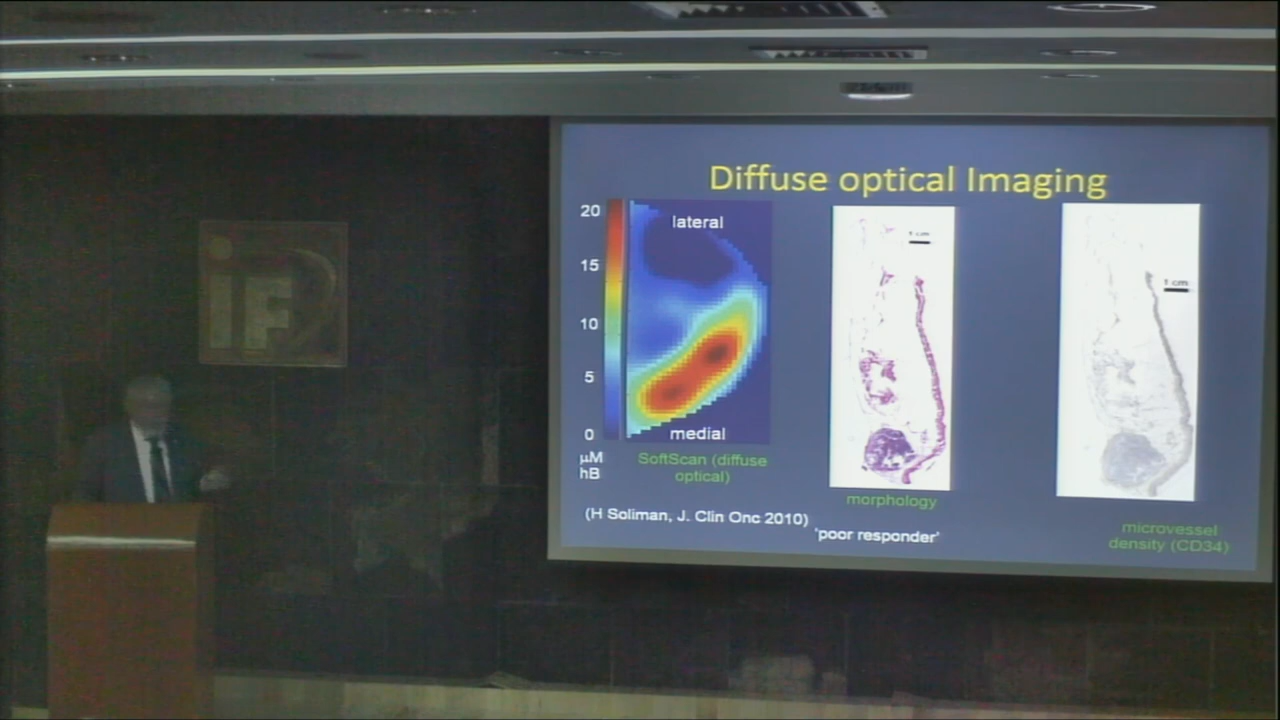 iF
Diffuse optical Imaging
20
15
10
5
0
µM
hB
lateral
medial
SoftScan (diffuse
optical)
1 cm
morphology
1 cm
microvessel
density (CD34)
(H Soliman, J. Clin Onc 2010)
'poor responder'